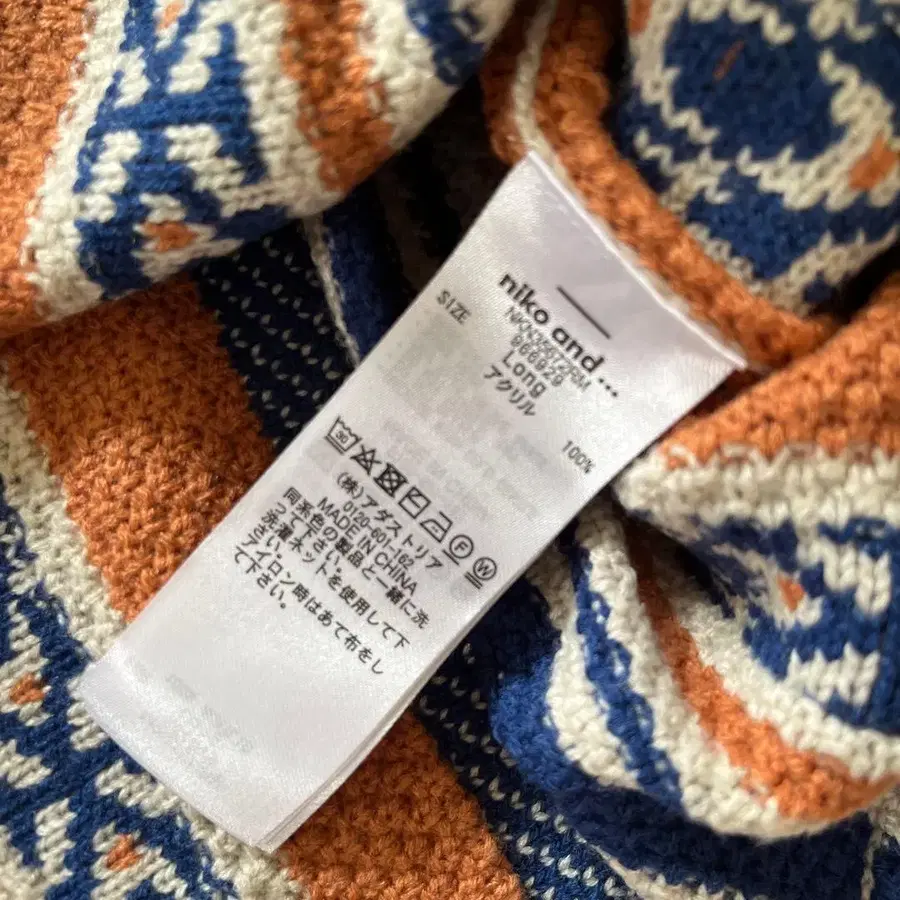 niko and ...
966929
SIZE
Long
アクリル 100%
30
F W
(株)アダストリア
0120-601-162
MADE IN CHINA
同系色の製品と一緒に洗
って下さい。
洗濯ネットを使用して下
さい。
アイロン時はあて布をし
て下さい。